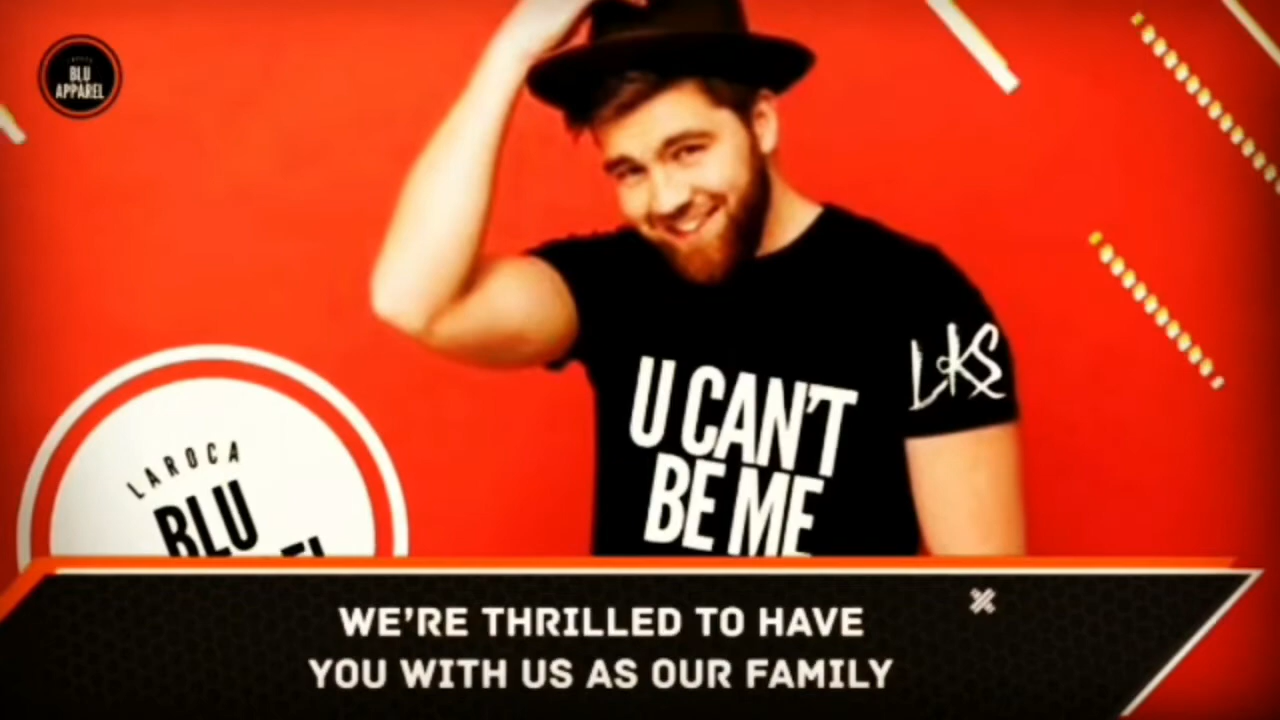 BLU
APPAREL
U CAN'T
BE ME
LKS
LAROCA
BLU
WE'RE THRILLED TO HAVE
YOU WITH US AS OUR FAMILY